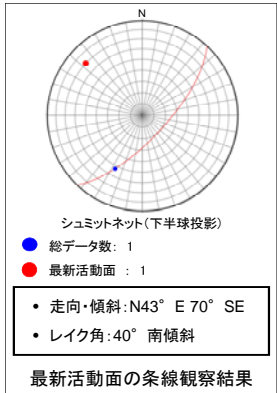 N
シュミットネット(下半球投影)
総データ数: 1
最新活動面 : 1
• 走向・傾斜:N43° E 70° SE
• レイク角:40° 南傾斜
最新活動面の条線観察結果